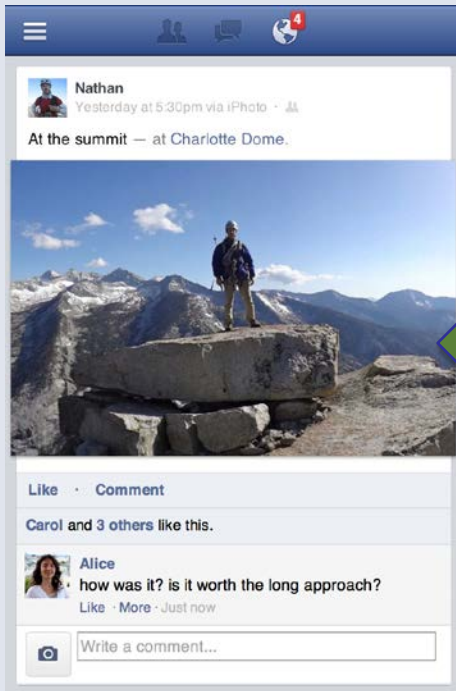 4
Nathan
Yesterday at 5:30pm via iPhoto ·
At the summit — at Charlotte Dome.
Like · Comment
Carol and 3 others like this.
Alice
how was it? is it worth the long approach?
Like · More · Just now
Write a comment...